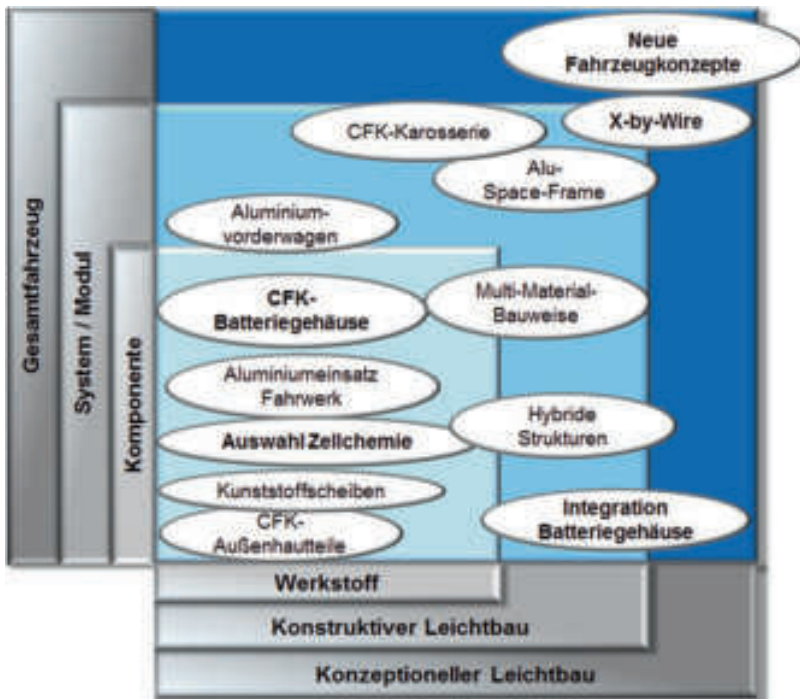 Neue
Fahrzeugkonzepte
X-by-Wire
CFK-Karosserie
Alu-
Space-Frame
Aluminium-
vorderwagen
CFK-
Batteriegehäuse
Multi-Material-
Bauweise
Aluminiumeinsatz
Fahrwerk
Auswahl Zellchemie
Hybride
Strukturen
Kunststoffscheiben
CFK-
Außenhautteile
Integration
Batteriegehäuse
Gesamtfahrzeug
System / Modul
Komponente
Werkstoff
Konstruktiver Leichtbau
Konzeptioneller Leichtbau